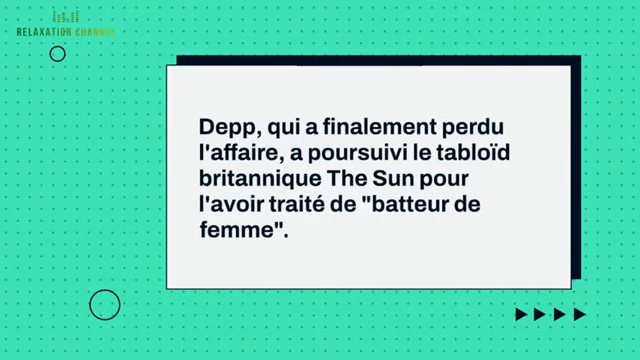 RELAXATION CHANNEL
Depp, qui a finalement perdu
l'affaire, a poursuivi le tabloïd
britannique The Sun pour
l'avoir traité de "batteur de
femme".